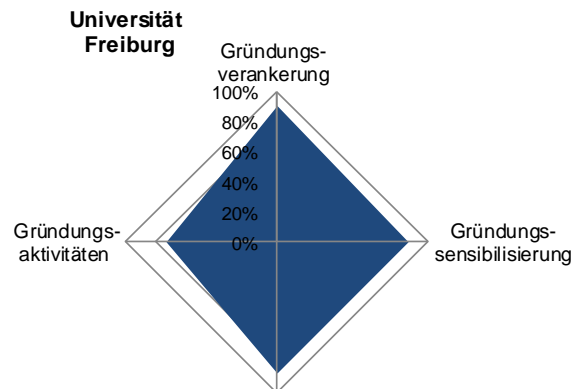 Universität
Freiburg
Gründungs-
verankerung
100%
80%
60%
40%
20%
0%
Gründungs-
aktivitäten
Gründungs-
sensibilisierung